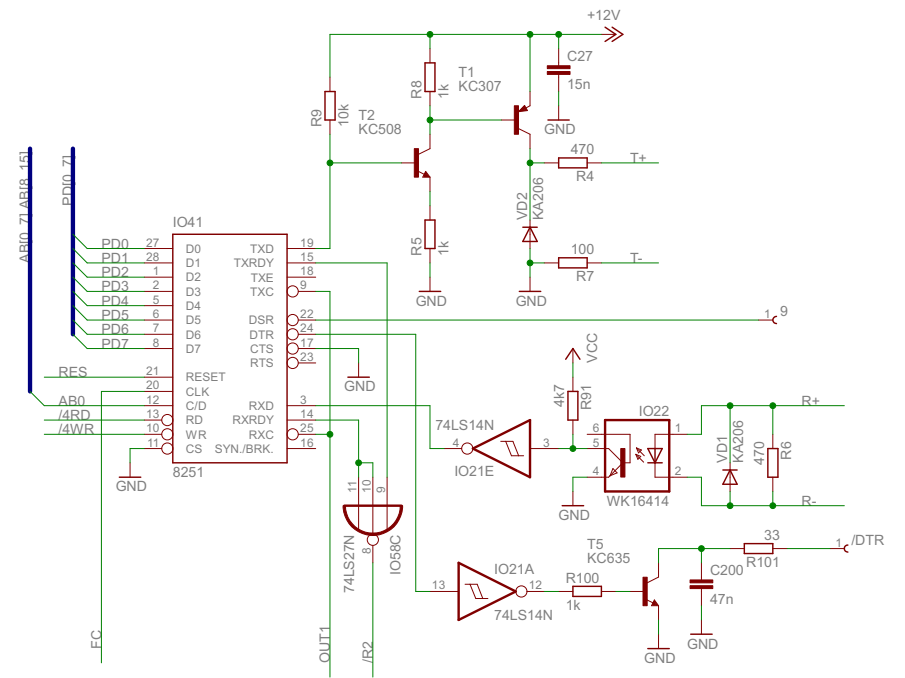 +12V
C27
15n
GND
R8
1k
T1
KC307
R9
10k
T2
KC508
470
R4
T+
VD2
KA206
R5
1k
GND
GND
100
R7
T-
AB[0..7] AB[8..15]
PD[0..7]
IO41
PD0 27 D0 TXD 19
PD1 28 D1 TXRDY 15
PD2 1 D2 TXE 18
PD3 2 D3 TXC 9
PD4 5 D4
PD5 6 D5 DSR 22
PD6 7 D6 DTR 24
PD7 8 D7 CTS 17
RTS 23
RES 21 RESET
20 CLK
AB0 12 C/D RXD 3
/4RD 13 RD RXRDY 14
/4WR 10 WR RXC 25
11 CS SYN./BRK. 16
8251
GND
GND
1 9
VCC
4k7
R91
74LS14N
4 3
IO21E
IO22
6 1
5
4 2
WK16414
GND
VD1
KA206
470
R6
R+
R-
11 10 9
74LS27N
8
IO58C
13 IO21A 12
74LS14N
R100
1k
T5
KC635
GND
C200
47n
GND
33
R101
1 /DTR
FC
OUT1
/R2